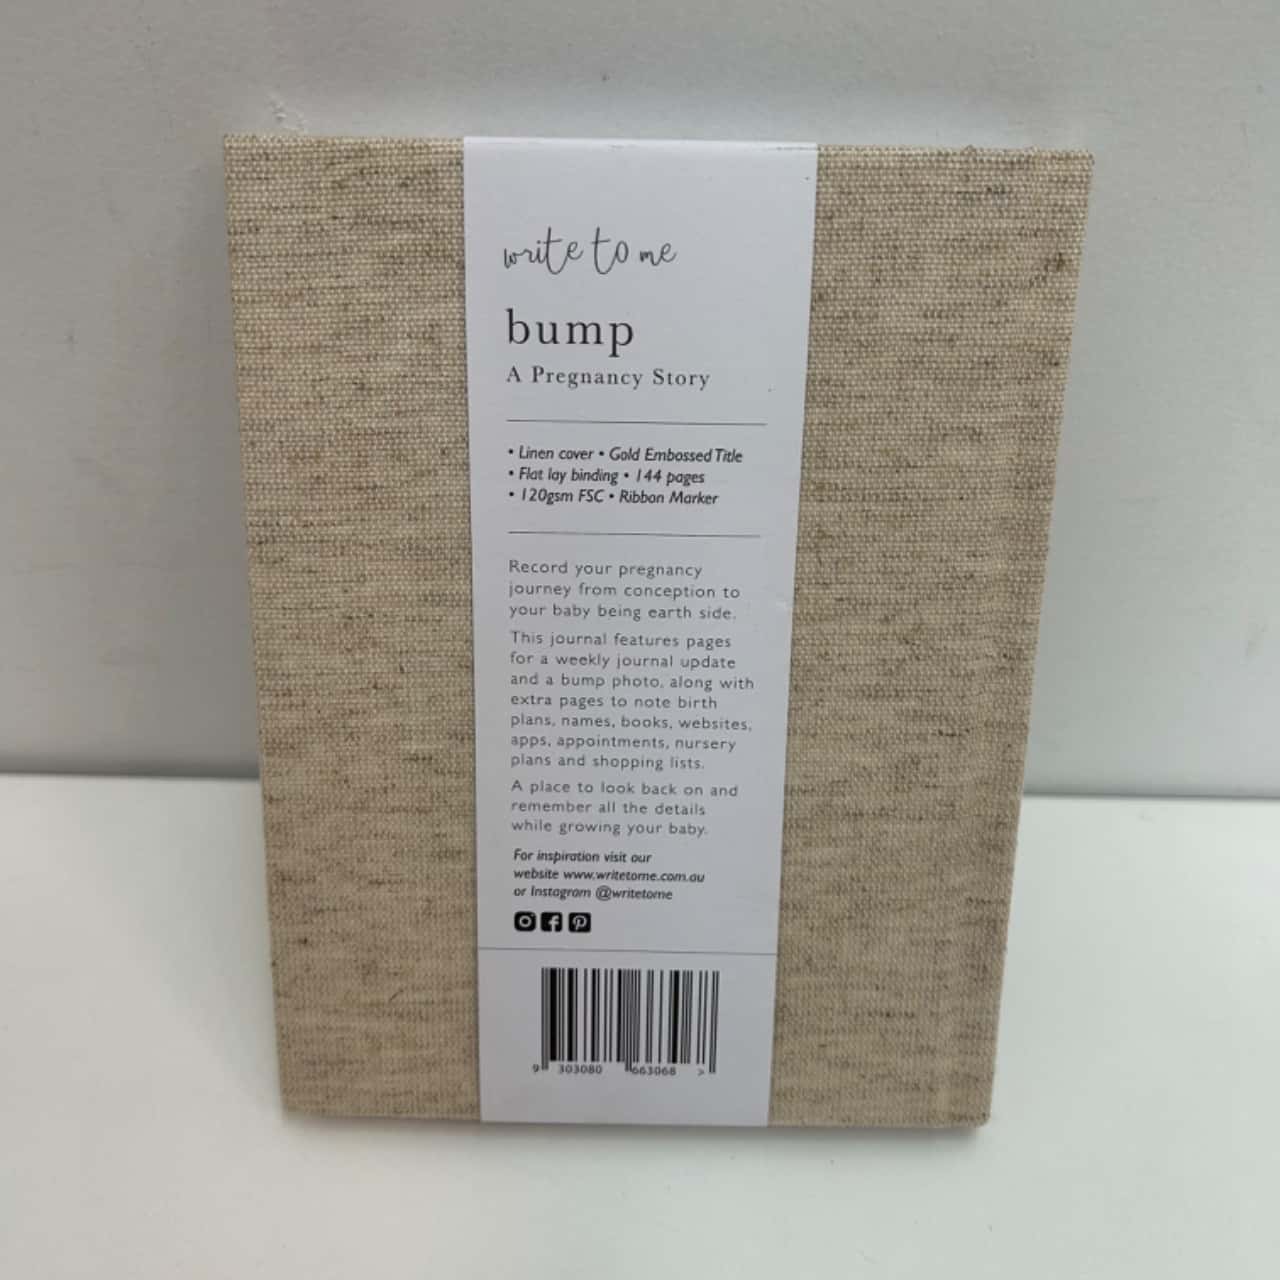 write to me
bump
A Pregnancy Story
• Linen cover • Gold Embossed Title
• Flat lay binding • 144 pages
• 120gsm FSC • Ribbon Marker
Record your pregnancy
journey from conception to
your baby being earth side.
This journal features pages
for a weekly journal update
and a bump photo, along with
extra pages to note birth
plans, names, books, websites,
apps, appointments, nursery
plans and shopping lists.
A place to look back on and
remember all the details
while growing your baby.
For inspiration visit our
website www.writetome.com.au
or Instagram @writetome
9 303080 663068 >